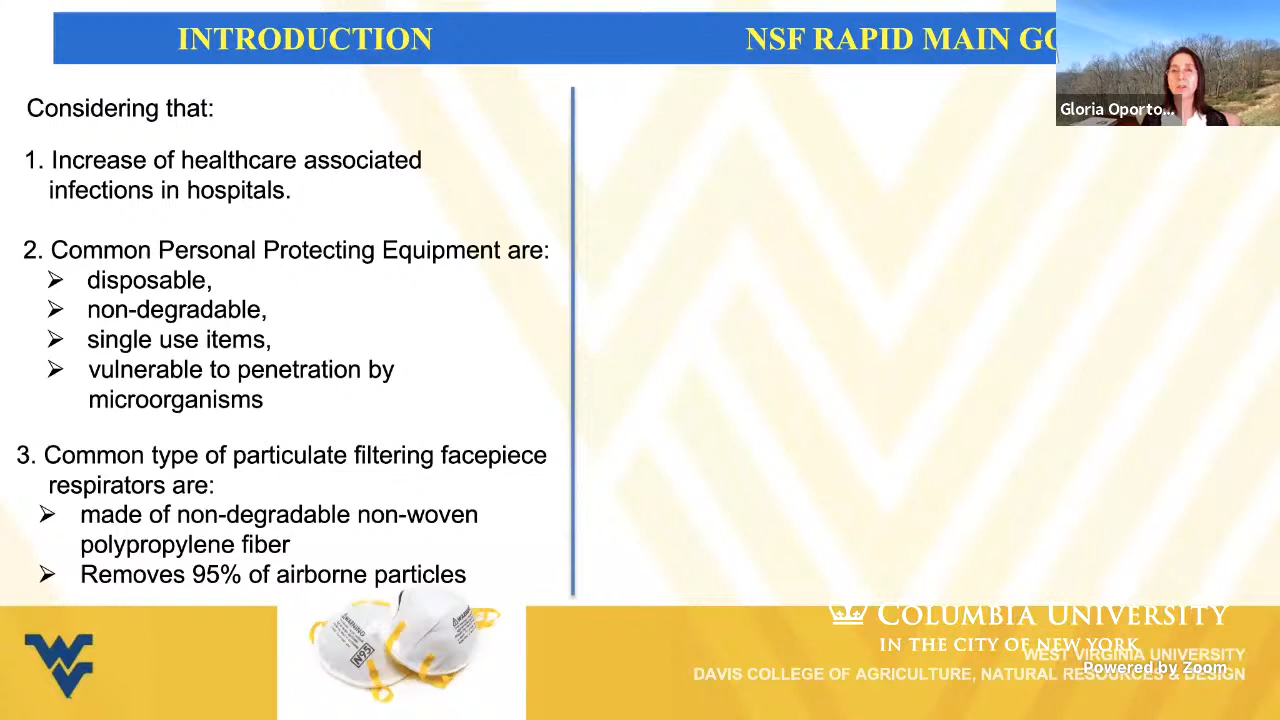 INTRODUCTION
NSF RAPID MAIN GO
Gloria Oporto...
Considering that:
1. Increase of healthcare associated
infections in hospitals.
2. Common Personal Protecting Equipment are:
➢ disposable,
➢ non-degradable,
➢ single use items,
➢ vulnerable to penetration by
microorganisms
3. Common type of particulate filtering facepiece
respirators are:
➢ made of non-degradable non-woven
polypropylene fiber
➢ Removes 95% of airborne particles
WARNING
N95
WARNING
WV
COLUMBIA UNIVERSITY
IN THE CITY OF NEW YORK
WEST VIRGINIA UNIVERSITY
Powered by Zoom
DAVIS COLLEGE OF AGRICULTURE, NATURAL RESOURCES & DESIGN